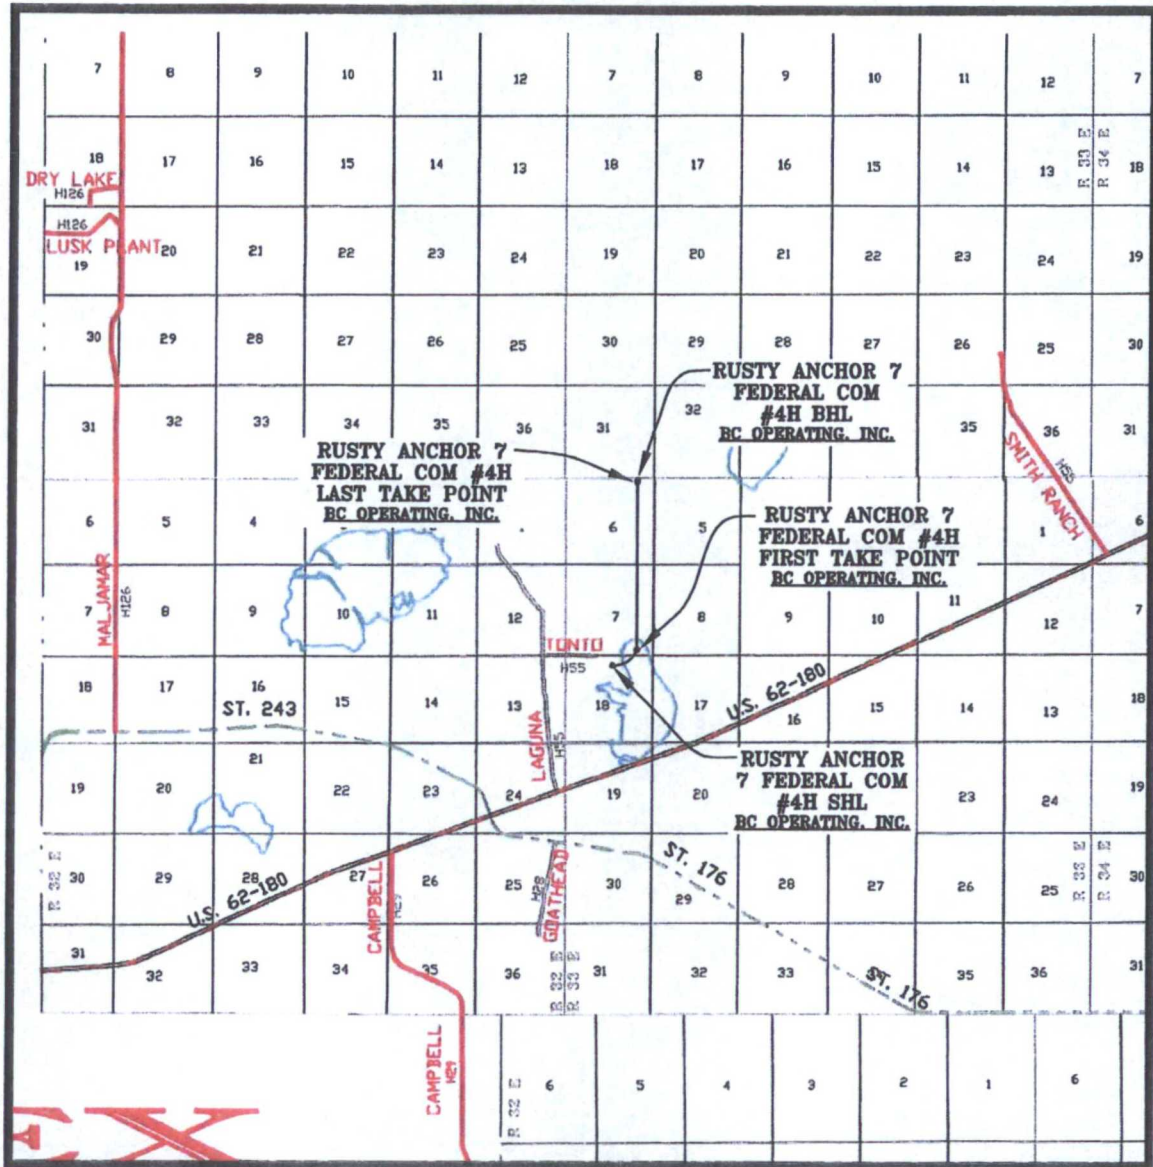 7 8 9 10 11 12 7 8 9 10 11 12 7
18 17 16 15 14 13 18 17 16 15 14 13 18
R 33 E
R 34 E
DRY LAKE
H126
H126
LUSK PLANT
19 20 21 22 23 24 19 20 21 22 23 24 19
30 29 28 27 26 25 30 29 28 27 26 25 30
RUSTY ANCHOR 7
FEDERAL COM
#4H BHL
BC OPERATING, INC.
31 32 33 34 35 36 31 32 35 36 31
SMITH RANCH
H55
RUSTY ANCHOR 7
FEDERAL COM #4H
LAST TAKE POINT
BC OPERATING, INC.
6 5 4 6 5 1 6
RUSTY ANCHOR 7
FEDERAL COM #4H
FIRST TAKE POINT
BC OPERATING, INC.
MALJAMAR
H126
7 8 9 10 11 12 7 8 9 10 11 12 7
TONTO
H55
18 17 16 15 14 13 18 17 16 15 14 13 18
ST. 243
U.S. 62-180
LAGUNA
H55
RUSTY ANCHOR
7 FEDERAL COM
#4H SHL
BC OPERATING, INC.
19 20 21 22 23 24 19 20 23 24 19
ST. 176
R 32 E
30 29 28 27 26 25 30 29 28 27 26 25 30
R 33 E
R 34 E
U.S. 62-180
CAMPBELL
H29
H28
GOATHEAD
31 32 33 34 35 36 31 32 33 35 36 31
R 32 E
R 33 E
ST. 176
CAMPBELL
H29
R 32 E
6 5 4 3 2 1 6